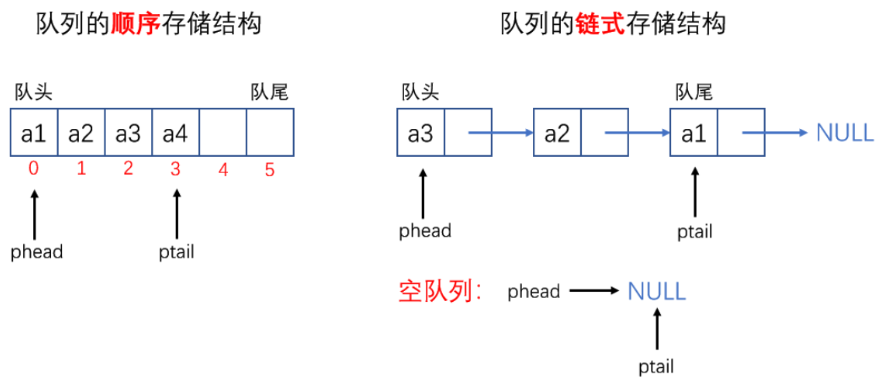 队列的顺序存储结构
队头 队尾
a1 a2 a3 a4
0 1 2 3 4 5
phead ptail
队列的链式存储结构
队头 队尾
a3 a2 a1 NULL
phead ptail
空队列： phead NULL
ptail